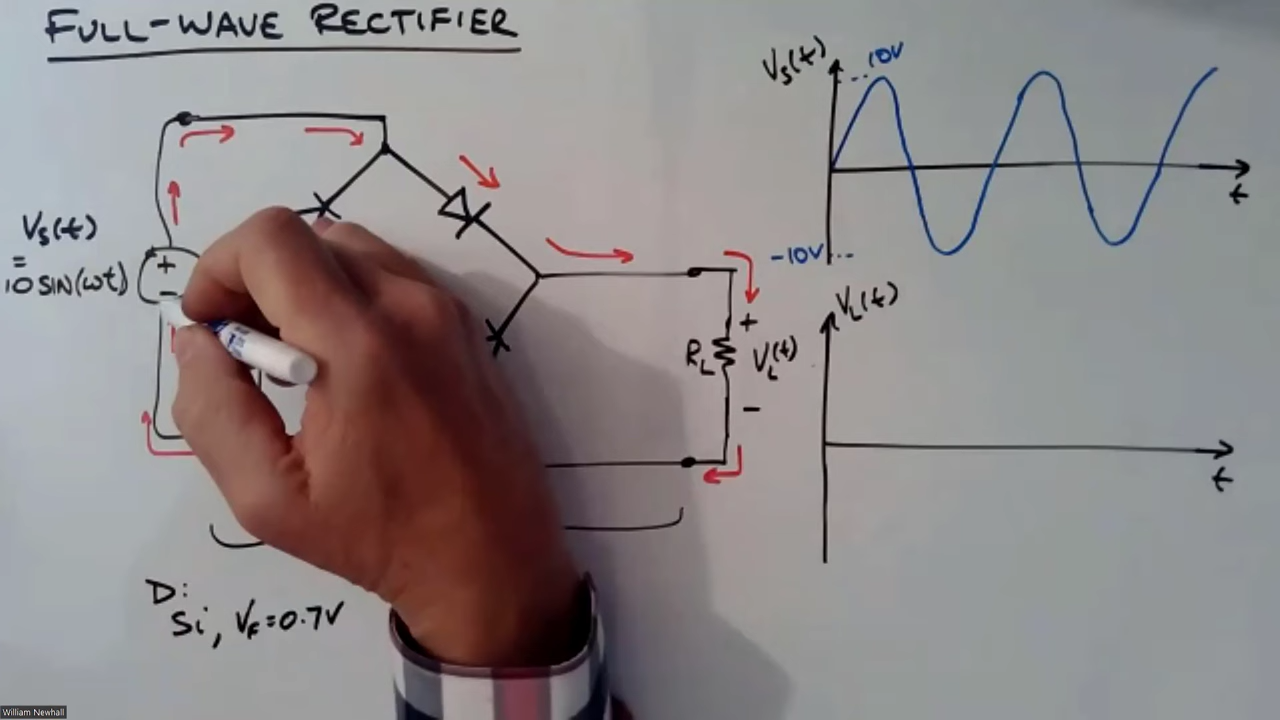 FULL-WAVE RECTIFIER
Vs(t)
=
10 SIN(ωt)
+
-
RL
+
VL(t)
-
D:
Si, VF=0.7V
Vs(t)
10V
-10V
t
VL(t)
t
William Newhall